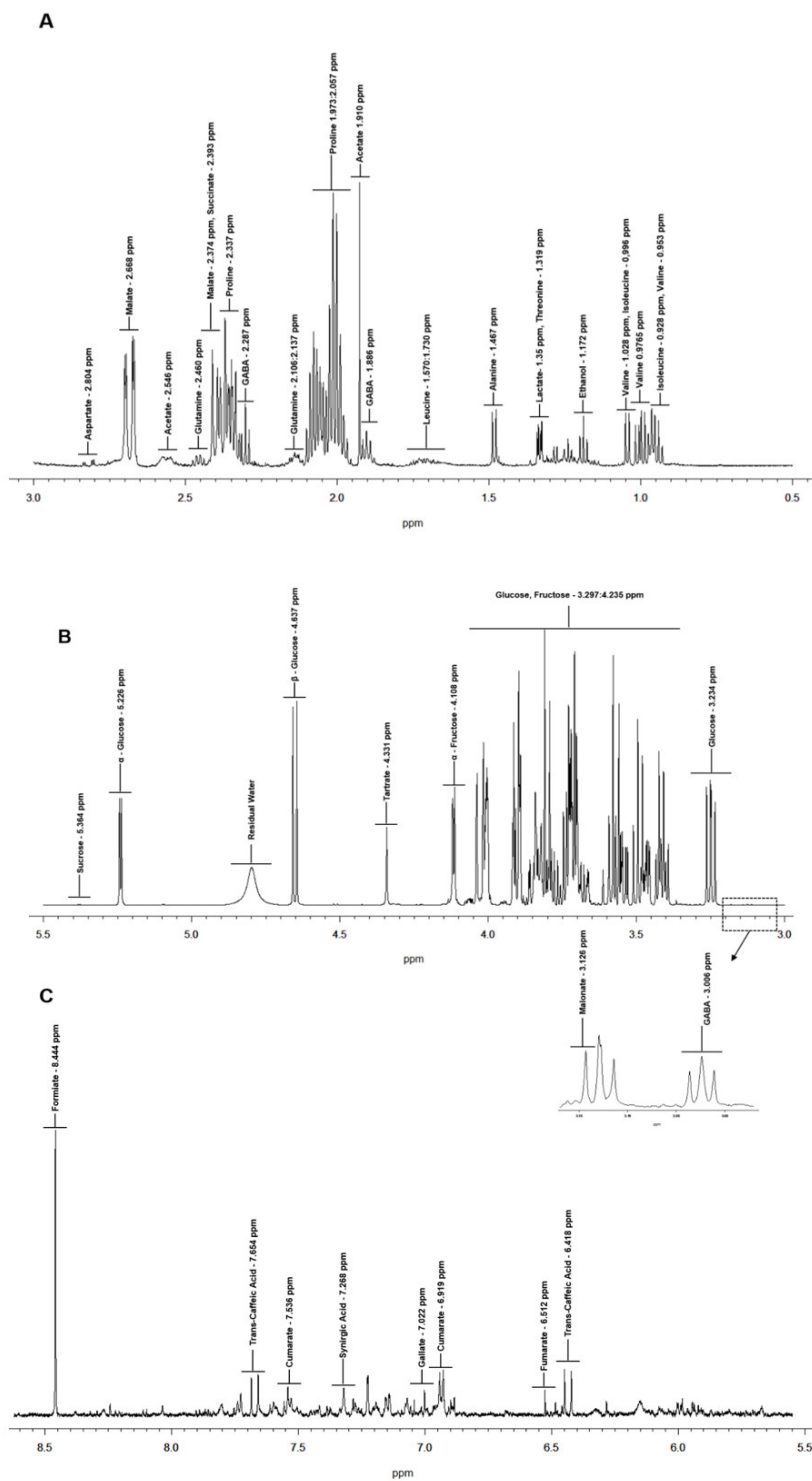 A
Aspartate - 2.804 ppm
Malate - 2.668 ppm
Acetate - 2.546 ppm
Glutamine - 2.460 ppm
Malate - 2.374 ppm, Succinate - 2.393 ppm
Proline - 2.337 ppm
GABA - 2.287 ppm
Glutamine - 2.106:2.137 ppm
Proline 1.973:2.057 ppm
Acetate 1.910 ppm
GABA - 1.886 ppm
Leucine - 1.570:1.730 ppm
Alanine - 1.467 ppm
Lactate- 1.35 ppm, Threonine - 1.319 ppm
Ethanol - 1.172 ppm
Valine - 1.028 ppm, Isoleucine - 0,996 ppm
Valine 0.9765 ppm
Isoleucine - 0.928 ppm, Valine - 0.953 ppm
3.0 2.5 2.0 1.5 1.0 0.5
ppm
B
Sucrose - 5.364 ppm
α - Glucose - 5.226 ppm
Residual Water
β - Glucose - 4.637 ppm
Tartrate - 4.331 ppm
α - Fructose - 4.108 ppm
Glucose, Fructose - 3.297:4.235 ppm
Glucose - 3.234 ppm
5.5 5.0 4.5 4.0 3.5 3.0
ppm
Malonate - 3.126 ppm
GABA - 3.006 ppm
ppm
C
Formiate - 8.444 ppm
Trans-Caffeic Acid - 7.654 ppm
Cumarate - 7.536 ppm
Synirgic Acid - 7.268 ppm
Gallate - 7.022 ppm
Cumarate - 6.919 ppm
Fumarate - 6.512 ppm
Trans-Caffeic Acid - 6.418 ppm
8.5 8.0 7.5 7.0 6.5 6.0 5.5
ppm